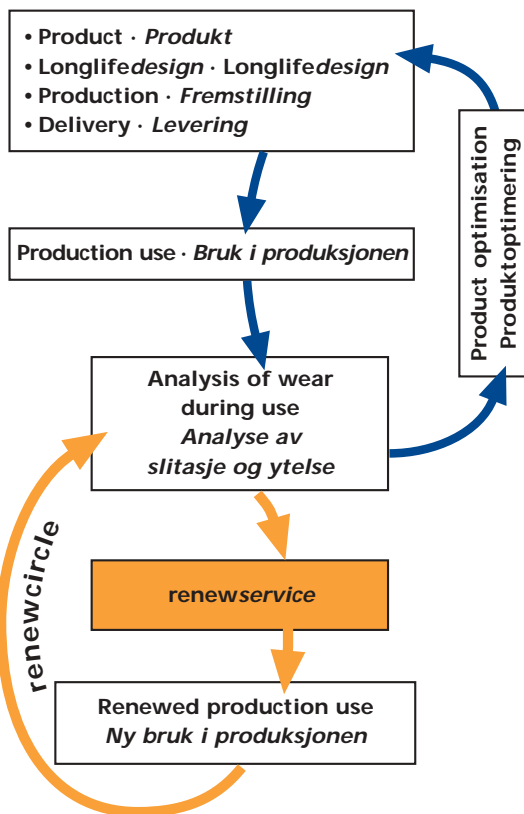 • Product · Produkt
• Longlifedesign · Longlifedesign
• Production · Fremstilling
• Delivery · Levering
Product optimisation
Produktoptimering
Production use · Bruk i produksjonen
Analysis of wear
during use
Analyse av
slitasje og ytelse
renewcircle
renewservice
Renewed production use
Ny bruk i produksjonen